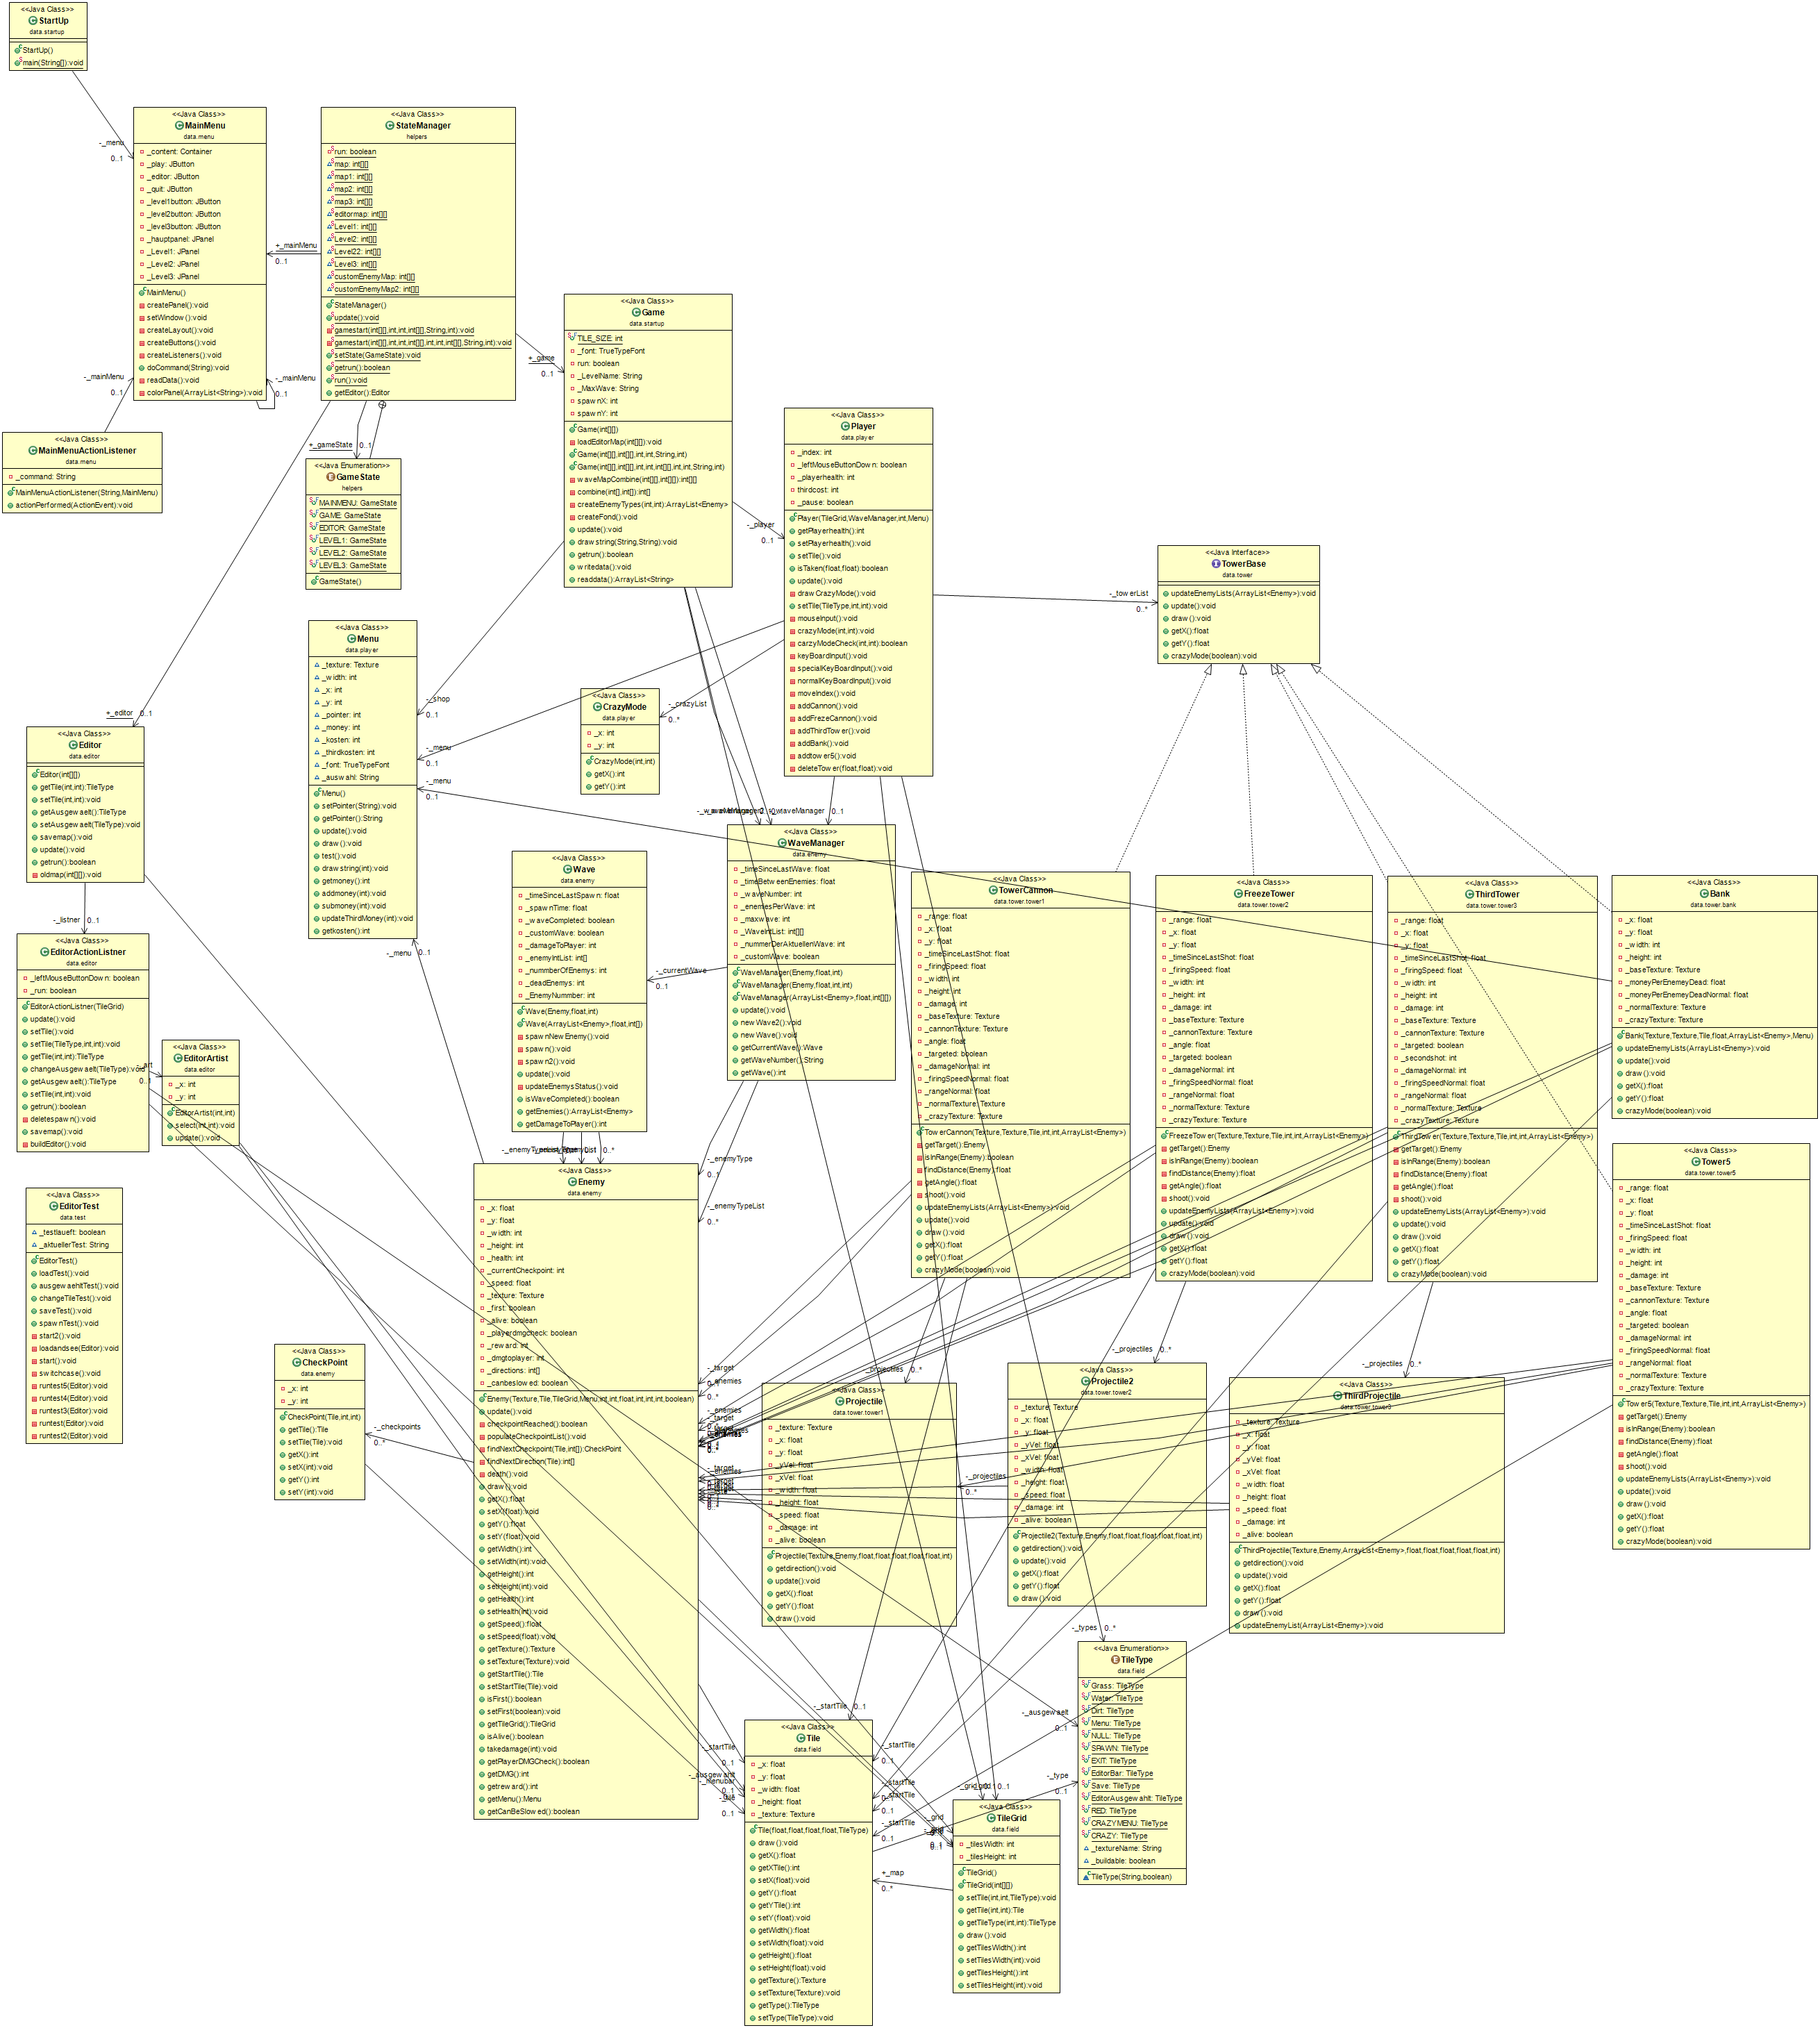 <<Java Class>>
StartUp
data.startup
StartUp()
main(String[]):void
-_menu
0..1
<<Java Class>>
MainMenu
data.menu
_content: Container
_play: JButton
_editor: JButton
_quit: JButton
_level1button: JButton
_level2button: JButton
_level3button: JButton
_hauptpanel: JPanel
_Level1: JPanel
_Level2: JPanel
_Level3: JPanel
MainMenu()
createPanel():void
setWindow():void
createLayout():void
createButtons():void
createListeners():void
doCommand(String):void
readData():void
colorPanel(ArrayList<String>):void
-_mainMenu
0..1
-_mainMenu
0..1
+_mainMenu
0..1
<<Java Class>>
StateManager
helpers
run: boolean
map: int[][]
map1: int[][]
map2: int[][]
map3: int[][]
editormap: int[][]
Level1: int[][]
Level2: int[][]
Level22: int[][]
Level3: int[][]
customEnemyMap: int[][]
customEnemyMap2: int[][]
StateManager()
update():void
gamestart(int[][],int,int,int[][],String,int):void
gamestart(int[][],int,int,int[][],int,int,int[][],String,int):void
setState(GameState):void
getrun():boolean
run():void
getEditor():Editor
<<Java Class>>
MainMenuActionListener
data.menu
_command: String
MainMenuActionListener(String,MainMenu)
actionPerformed(ActionEvent):void
+_gameState
0..1
<<Java Enumeration>>
GameState
helpers
MAINMENU: GameState
GAME: GameState
EDITOR: GameState
LEVEL1: GameState
LEVEL2: GameState
LEVEL3: GameState
GameState()
+_game
0..1
<<Java Class>>
Game
data.startup
TILE_SIZE: int
_font: TrueTypeFont
run: boolean
_LevelName: String
_MaxWave: String
spawnX: int
spawnY: int
Game(int[][])
loadEditorMap(int[][]):void
Game(int[][],int[][],int,int,String,int)
Game(int[][],int[][],int,int,int[][],int,int,String,int)
waveMapCombine(int[][],int[][]):int[][]
combine(int[],int[]):int[]
createEnemyTypes(int,int):ArrayList<Enemy>
createFond():void
update():void
drawstring(String,String):void
getrun():boolean
writedata():void
readdata():ArrayList<String>
-_player
0..1
<<Java Class>>
Player
data.player
_index: int
_leftMouseButtonDown: boolean
_playerhealth: int
thirdcost: int
_pause: boolean
Player(TileGrid,WaveManager,int,Menu)
getPlayerhealth():int
setPlayerhealth():void
setTile():void
isTaken(float,float):boolean
update():void
drawCrazyMode():void
setTile(TileType,int,int):void
mouseInput():void
crazyMode(int,int):void
carzyModeCheck(int,int):boolean
keyBoardInput():void
specialKeyBoardInput():void
normalKeyBoardInput():void
moveIndex():void
addCannon():void
addFrezeCannon():void
addThirdTower():void
addBank():void
addtower5():void
deleteTower(float,float):void
-_towerList
0..*
<<Java Interface>>
TowerBase
data.tower
updateEnemyLists(ArrayList<Enemy>):void
update():void
draw():void
getX():float
getY():float
crazyMode(boolean):void
<<Java Class>>
Menu
data.player
_texture: Texture
_width: int
_x: int
_y: int
_pointer: int
_money: int
_kosten: int
_thirdkosten: int
_font: TrueTypeFont
_auswahl: String
Menu()
setPointer(String):void
getPointer():String
update():void
draw():void
test():void
drawstring(int):void
getmoney():int
addmoney(int):void
submoney(int):void
updateThirdMoney(int):void
getkosten():int
-_shop
0..1
-_menu
0..1
-_menu
0..1
-_menu
0..1
<<Java Class>>
CrazyMode
data.player
_x: int
_y: int
CrazyMode(int,int)
getX():int
getY():int
-_crazyList
0..*
+_editor
0..1
<<Java Class>>
Editor
data.editor
Editor(int[][])
getTile(int,int):TileType
setTile(int,int):void
getAusgewaelt():TileType
setAusgewaelt(TileType):void
savemap():void
update():void
getrun():boolean
oldmap(int[][]):void
-_listner
0..1
<<Java Class>>
EditorActionListner
data.editor
_leftMouseButtonDown: boolean
_run: boolean
EditorActionListner(TileGrid)
update():void
setTile():void
setTile(TileType,int,int):void
getTile(int,int):TileType
changeAusgewaelt(TileType):void
getAusgewaelt():TileType
setTile(int,int):void
getrun():boolean
deletespawn():void
savemap():void
buildEditor():void
0..1
<<Java Class>>
EditorArtist
data.editor
_x: int
_y: int
EditorArtist(int,int)
select(int,int):void
update():void
<<Java Class>>
EditorTest
data.test
_testlaueft: boolean
_aktuellerTest: String
EditorTest()
loadTest():void
ausgewaehltTest():void
changeTileTest():void
saveTest():void
spawnTest():void
start2():void
loadandsee(Editor):void
start():void
switchcase():void
runtest5(Editor):void
runtest4(Editor):void
runtest3(Editor):void
runtest(Editor):void
runtest2(Editor):void
<<Java Class>>
Wave
data.enemy
_timeSinceLastSpawn: float
_spawnTime: float
_waveCompleted: boolean
_customWave: boolean
_damageToPlayer: int
_enemyIntList: int[]
_nummberOfEnemys: int
_deadEnemys: int
_EnemyNummber: int
Wave(Enemy,float,int)
Wave(ArrayList<Enemy>,float,int[])
spawnNewEnemy():void
spawn():void
spawn2():void
update():void
updateEnemysStatus():void
isWaveCompleted():boolean
getEnemies():ArrayList<Enemy>
getDamageToPlayer():int
-_currentWave
0..1
0..1
<<Java Class>>
WaveManager
data.enemy
_timeSinceLastWave: float
_timeBetweenEnemies: float
_waveNumber: int
_enemiesPerWave: int
_maxwave: int
_WaveIntList: int[][]
_nummerDerAktuellenWave: int
_customWave: boolean
WaveManager(Enemy,float,int)
WaveManager(Enemy,float,int,int)
WaveManager(ArrayList<Enemy>,float,int[][])
update():void
newWave2():void
newWave():void
getCurrentWave():Wave
getWaveNumber():String
getWave():int
-_enemyType
0..1
-_enemyTypeList
0..*
<<Java Class>>
TowerCannon
data.tower.tower1
_range: float
_x: float
_y: float
_timeSinceLastShot: float
_firingSpeed: float
_width: int
_height: int
_damage: int
_baseTexture: Texture
_cannonTexture: Texture
_angle: float
_targeted: boolean
_damageNormal: int
_firingSpeedNormal: float
_rangeNormal: float
_normalTexture: Texture
_crazyTexture: Texture
TowerCannon(Texture,Texture,Tile,int,int,ArrayList<Enemy>)
getTarget():Enemy
isInRange(Enemy):boolean
findDistance(Enemy):float
getAngle():float
shoot():void
updateEnemyLists(ArrayList<Enemy>):void
update():void
draw():void
getX():float
getY():float
crazyMode(boolean):void
<<Java Class>>
FreezeTower
data.tower.tower2
_range: float
_x: float
_y: float
_timeSinceLastShot: float
_firingSpeed: float
_width: int
_height: int
_damage: int
_baseTexture: Texture
_cannonTexture: Texture
_angle: float
_targeted: boolean
_damageNormal: int
_firingSpeedNormal: float
_rangeNormal: float
_normalTexture: Texture
_crazyTexture: Texture
FreezeTower(Texture,Texture,Tile,int,int,ArrayList<Enemy>)
getTarget():Enemy
isInRange(Enemy):boolean
findDistance(Enemy):float
getAngle():float
shoot():void
updateEnemyLists(ArrayList<Enemy>):void
update():void
draw():void
getX():float
getY():float
crazyMode(boolean):void
<<Java Class>>
ThirdTower
data.tower.tower3
_range: float
_x: float
_y: float
_timeSinceLastShot: float
_firingSpeed: float
_width: int
_height: int
_damage: int
_baseTexture: Texture
_cannonTexture: Texture
_targeted: boolean
_secondshot: int
_damageNormal: int
_firingSpeedNormal: float
_rangeNormal: float
_normalTexture: Texture
_crazyTexture: Texture
ThirdTower(Texture,Texture,Tile,int,int,ArrayList<Enemy>)
getTarget():Enemy
isInRange(Enemy):boolean
findDistance(Enemy):float
getAngle():float
shoot():void
updateEnemyLists(ArrayList<Enemy>):void
update():void
draw():void
getX():float
getY():float
crazyMode(boolean):void
<<Java Class>>
Bank
data.tower.bank
_x: float
_y: float
_width: int
_height: int
_baseTexture: Texture
_moneyPerEnemeyDead: float
_moneyPerEnemeyDeadNormal: float
_normalTexture: Texture
_crazyTexture: Texture
Bank(Texture,Texture,Tile,float,ArrayList<Enemy>,Menu)
updateEnemyLists(ArrayList<Enemy>):void
update():void
draw():void
getX():float
getY():float
crazyMode(boolean):void
<<Java Class>>
Tower5
data.tower.tower5
_range: float
_x: float
_y: float
_timeSinceLastShot: float
_firingSpeed: float
_width: int
_height: int
_damage: int
_baseTexture: Texture
_cannonTexture: Texture
_angle: float
_targeted: boolean
_damageNormal: int
_firingSpeedNormal: float
_rangeNormal: float
_normalTexture: Texture
_crazyTexture: Texture
Tower5(Texture,Texture,Tile,int,int,ArrayList<Enemy>)
getTarget():Enemy
isInRange(Enemy):boolean
findDistance(Enemy):float
getAngle():float
shoot():void
updateEnemyLists(ArrayList<Enemy>):void
update():void
draw():void
getX():float
getY():float
crazyMode(boolean):void
0..*
<<Java Class>>
Enemy
data.enemy
_x: float
_y: float
_width: int
_height: int
_health: int
_currentCheckpoint: int
_speed: float
_texture: Texture
_first: boolean
_alive: boolean
_playerdmgcheck: boolean
_reward: int
_dmgtoplayer: int
_directions: int[]
_canbeslowed: boolean
Enemy(Texture,Tile,TileGrid,Menu,int,int,float,int,int,int,boolean)
update():void
checkpointReached():boolean
populateCheckpointList():void
findNextCheckpoint(Tile,int[]):CheckPoint
findNextDirection(Tile):int[]
death():void
draw():void
getX():float
setX(float):void
getY():float
setY(float):void
getWidth():int
setWidth(int):void
getHeight():int
setHeight(int):void
getHealth():int
setHealth(int):void
getSpeed():float
setSpeed(float):void
getTexture():Texture
setTexture(Texture):void
getStartTile():Tile
setStartTile(Tile):void
isFirst():boolean
setFirst(boolean):void
getTileGrid():TileGrid
isAlive():boolean
takedamage(int):void
getPlayerDMGCheck():boolean
getDMG():int
getreward():int
getMenu():Menu
getCanBeSlowed():boolean
<<Java Class>>
CheckPoint
data.enemy
_x: int
_y: int
CheckPoint(Tile,int,int)
getTile():Tile
setTile(Tile):void
getX():int
setX(int):void
getY():int
setY(int):void
-_checkpoints
0..*
-_target
-_enemies
0..*
-_enemies
-_target
-_target
-_projectiles
0..*
<<Java Class>>
Projectile
data.tower.tower1
_texture: Texture
_x: float
_y: float
_yVel: float
_xVel: float
_width: float
_height: float
_speed: float
_damage: int
_alive: boolean
Projectile(Texture,Enemy,float,float,float,float,float,int)
getdirection():void
update():void
getX():float
getY():float
draw():void
-_projectiles
0..*
-_projectiles
0..*
<<Java Class>>
Projectile2
data.tower.tower2
_texture: Texture
_x: float
_y: float
_yVel: float
_xVel: float
_width: float
_height: float
_speed: float
_damage: int
_alive: boolean
Projectile2(Texture,Enemy,float,float,float,float,float,int)
getdirection():void
update():void
getX():float
getY():float
draw():void
-_projectiles
0..*
<<Java Class>>
ThirdProjectile
data.tower.tower3
_texture: Texture
_x: float
_y: float
_yVel: float
_xVel: float
_width: float
_height: float
_speed: float
_damage: int
_alive: boolean
ThirdProjectile(Texture,Enemy,ArrayList<Enemy>,float,float,float,float,float,int)
getdirection():void
update():void
getX():float
getY():float
draw():void
updateEnemyList(ArrayList<Enemy>):void
-_types
0..*
<<Java Enumeration>>
TileType
data.field
Grass: TileType
Water: TileType
Dirt: TileType
Menu: TileType
NULL: TileType
SPAWN: TileType
EXIT: TileType
EditorBar: TileType
Save: TileType
EditorAusgewahlt: TileType
RED: TileType
CRAZYMENU: TileType
CRAZY: TileType
_textureName: String
_buildable: boolean
TileType(String,boolean)
-_ausgewaelt
0..1
-_type
0..1
-_startTile
0..1
-_startTile
0..1
-_startTile
0..1
-_startTile
-_startTile
0..1
-_startTile
0..1
-_menubar
0..1
<<Java Class>>
Tile
data.field
_x: float
_y: float
_width: float
_height: float
_texture: Texture
Tile(float,float,float,float,TileType)
draw():void
getX():float
getXTile():int
setX(float):void
getY():float
getYTile():int
setY(float):void
getWidth():float
setWidth(float):void
getHeight():float
setHeight(float):void
getTexture():Texture
setTexture(Texture):void
getType():TileType
setType(TileType):void
-_grid
0..1
+_map
0..*
<<Java Class>>
TileGrid
data.field
_tilesWidth: int
_tilesHeight: int
TileGrid()
TileGrid(int[][])
setTile(int,int,TileType):void
getTile(int,int):Tile
getTileType(int,int):TileType
draw():void
getTilesWidth():int
setTilesWidth(int):void
getTilesHeight():int
setTilesHeight(int):void